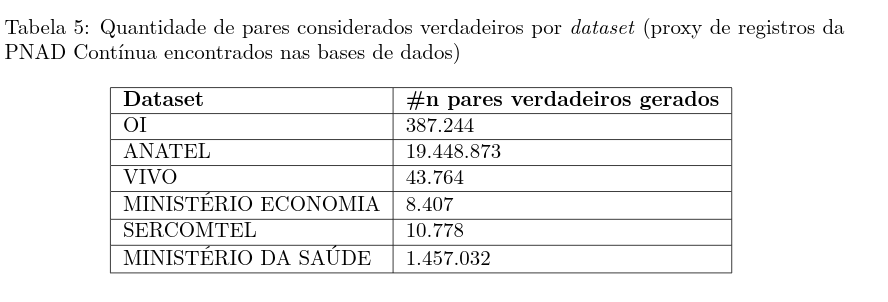 Tabela 5: Quantidade de pares considerados verdadeiros por dataset (proxy de registros da
PNAD Contínua encontrados nas bases de dados)
Dataset #n pares verdadeiros gerados
OI 387.244
ANATEL 19.448.873
VIVO 43.764
MINISTÉRIO ECONOMIA 8.407
SERCOMTEL 10.778
MINISTÉRIO DA SAÚDE 1.457.032